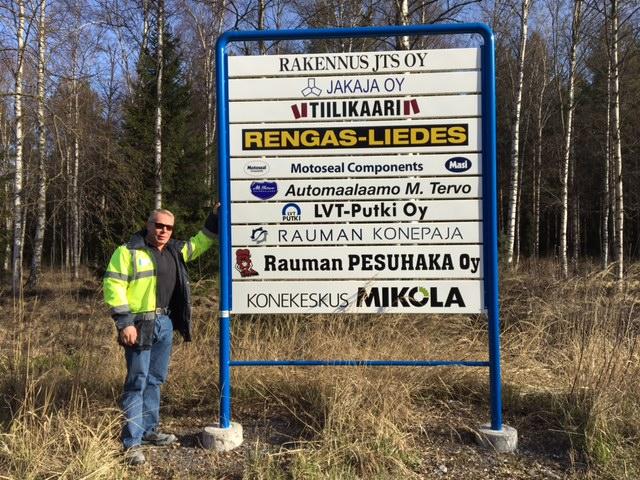 RAKENNUS JTS OY
JAKAJA OY
TIILIKAARI
RENGAS-LIEDES
Motoseal Motoseal Components Masi
Automaalaamo M. Tervo
LVT PUTKI LVT-Putki Oy
RAUMAN KONEPAJA
Rauman PESUHAKA Oy
KONEKESKUS MIKOLA